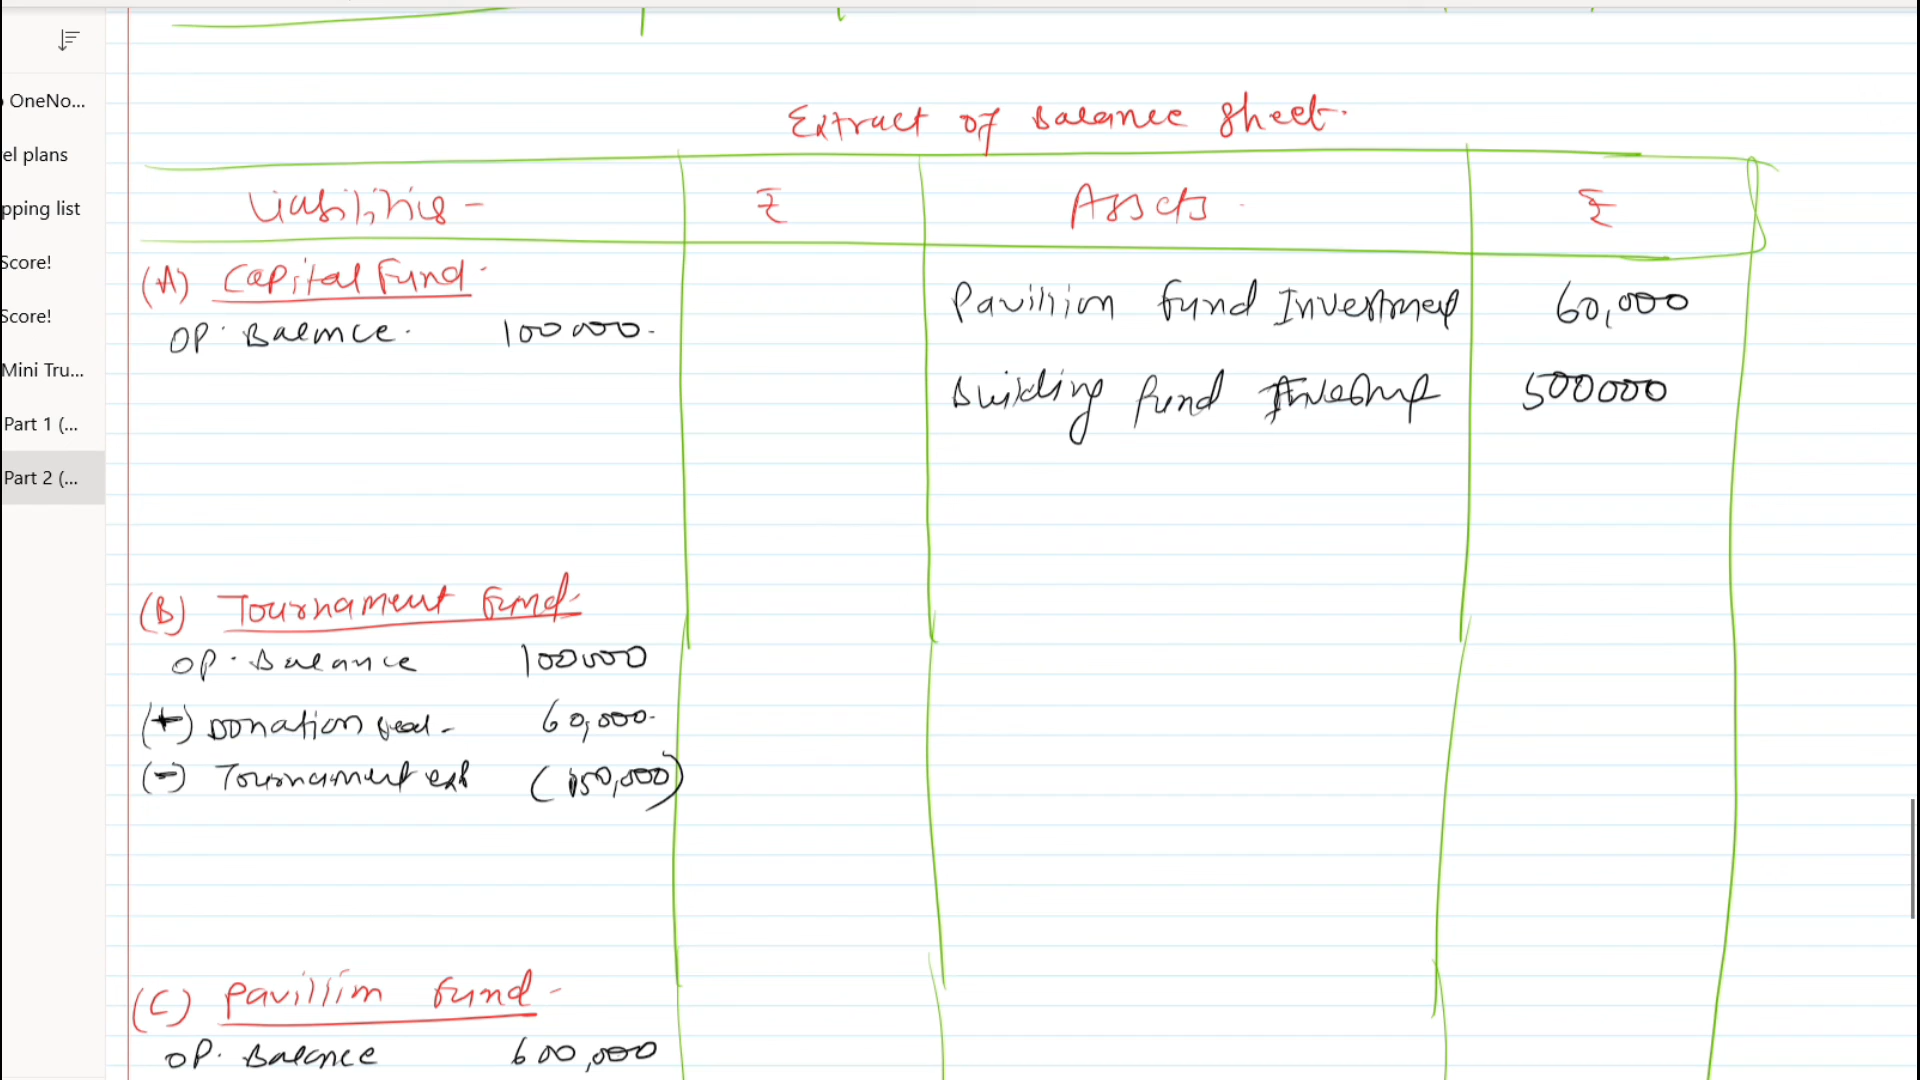 OneNo...
el plans
pping list
Score!
Score!
Mini Tru...
Part 1 (...
Part 2 (...
Extract of Balance Sheet.
Liabilities - ₹ Assets. ₹
(A) Capital Fund.
OP. Balance. 100000.
Pavilion fund Investment 60,000
Building fund Investment 500000
(B) Tournament Fund.
OP. Balance 100000
(+) Donation 60,000.
(-) Tournament exp (150,000)
(C) Pavillion Fund -
OP. Balance 600,000